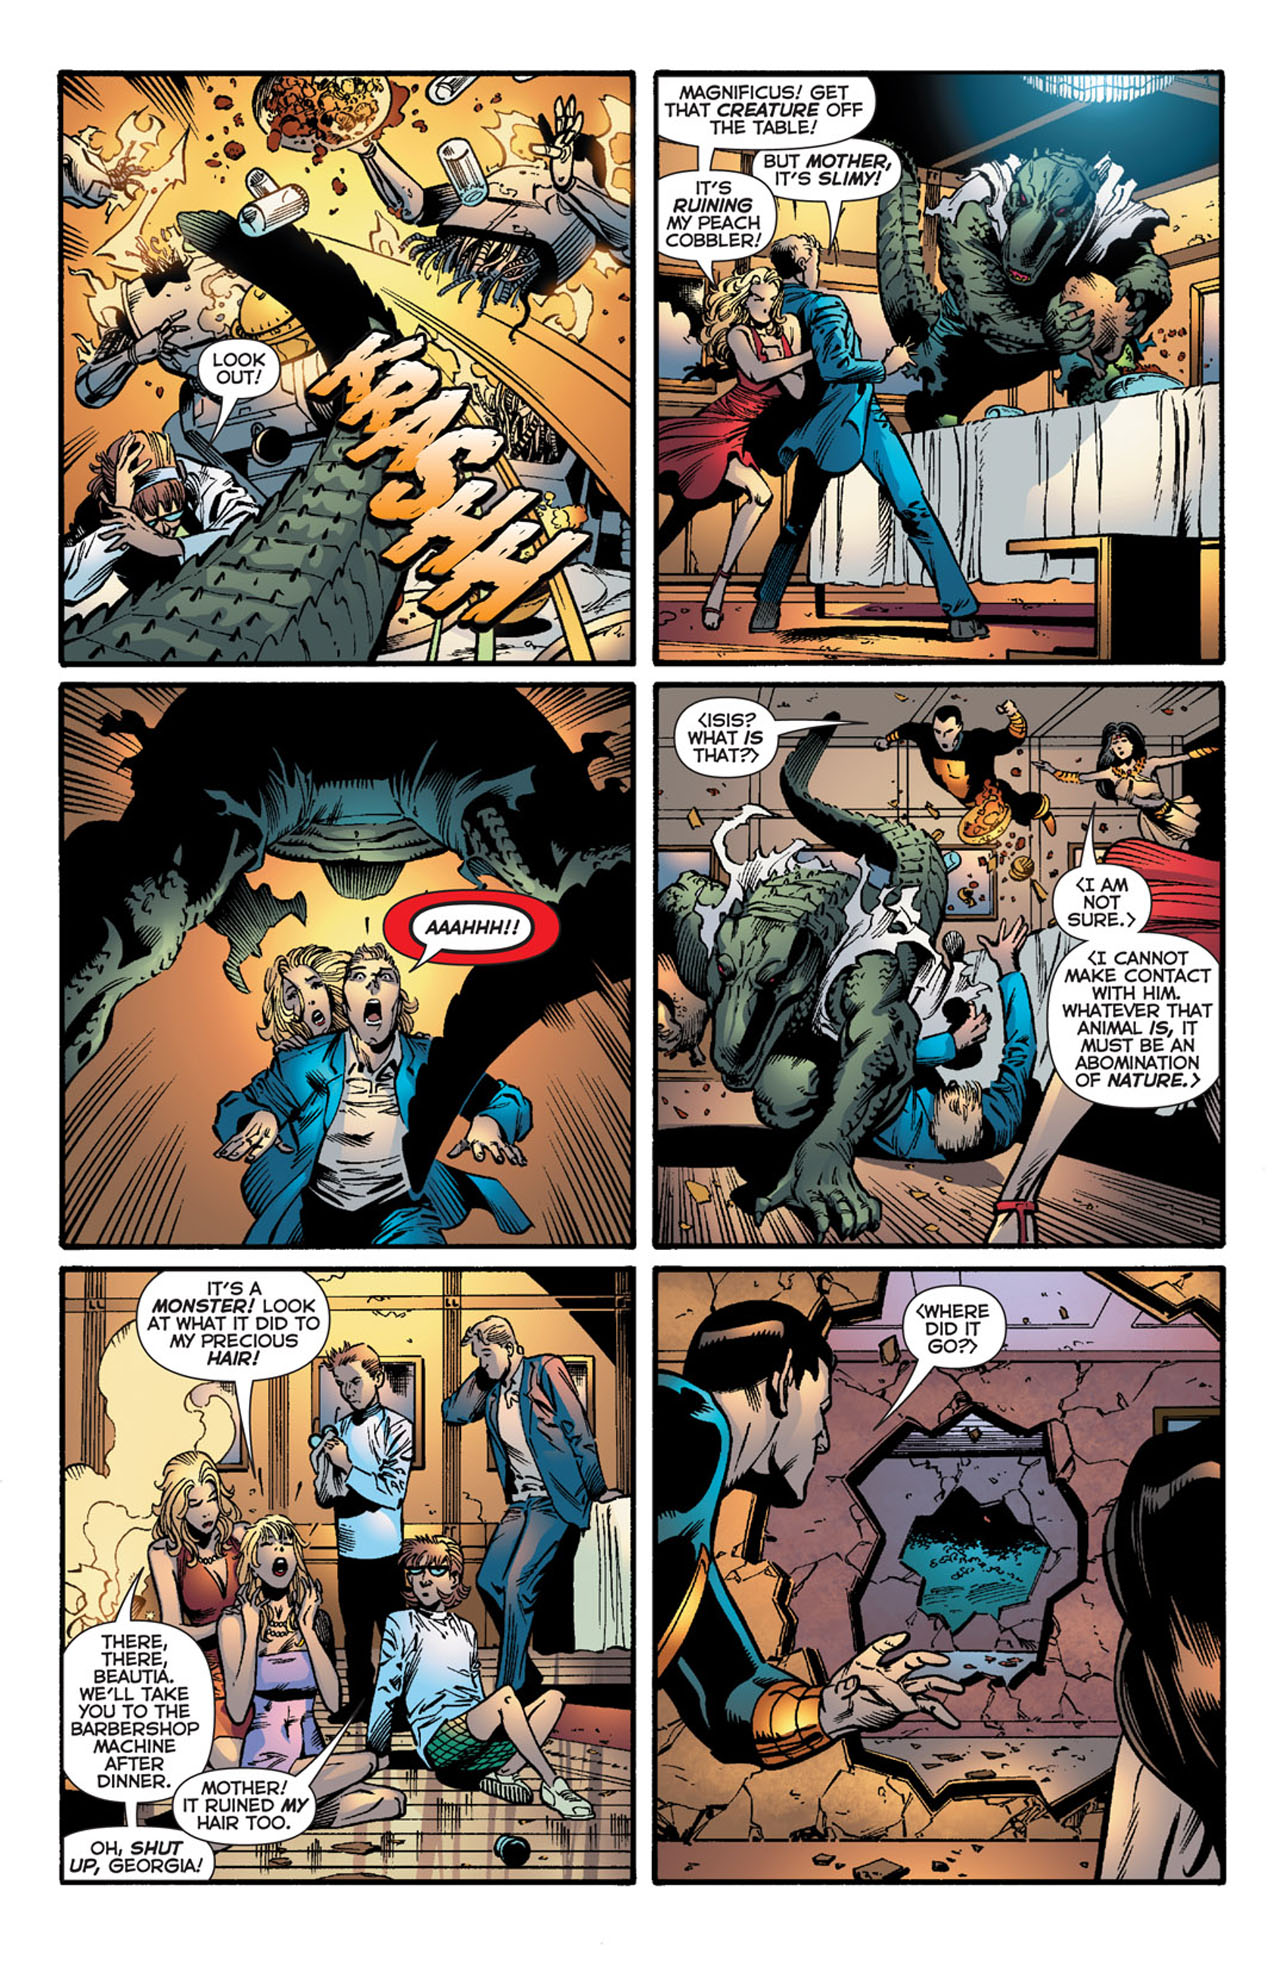 LOOK
OUT!
KRASHHH
MAGNIFICUS! GET
THAT CREATURE OFF
THE TABLE!
IT'S
RUINING
MY PEACH
COBBLER!
BUT MOTHER,
IT'S SLIMY!
AAAHHH!!
<ISIS?
WHAT IS
THAT?>
<I AM
NOT
SURE.>
<I CANNOT
MAKE CONTACT
WITH HIM.
WHATEVER THAT
ANIMAL IS, IT
MUST BE AN
ABOMINATION
OF NATURE.>
IT'S A
MONSTER! LOOK
AT WHAT IT DID TO
MY PRECIOUS
HAIR!
THERE,
THERE,
BEAUTIA.
WE'LL TAKE
YOU TO THE
BARBERSHOP
MACHINE
AFTER
DINNER.
MOTHER!
IT RUINED MY
HAIR TOO.
OH, SHUT
UP, GEORGIA!
<WHERE
DID IT
GO?>